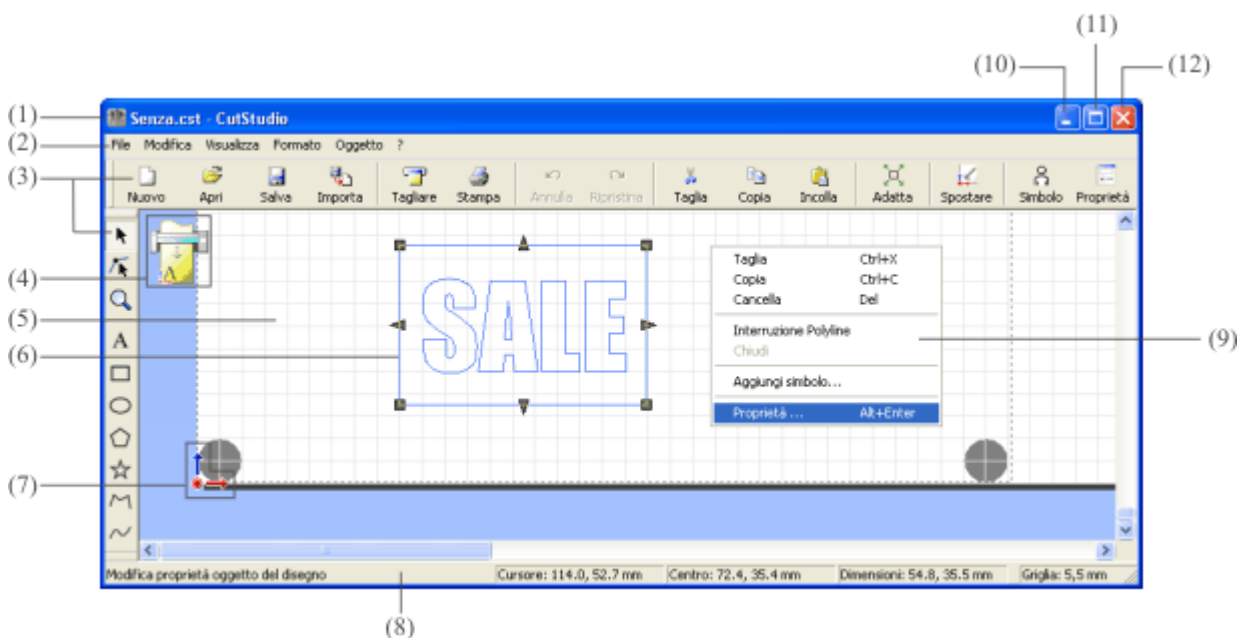 (11)
(10) (12)
(1) Senza.cst - CutStudio
(2) File Modifica Visualizza Formato Oggetto ?
(3) Nuovo Apri Salva Importa Tagliare Stampa Annulla Ripristina Taglia Copia Incolla Adatta Spostare Simbolo Proprietà
(4) A
(5)
(6)
SALE
Taglia Ctrl+X
Copia Ctrl+C
Cancella Del
Interruzione Polyline
Chiudi
Aggiungi simbolo...
Proprietà ... Alt+Enter
(9)
A
(7)
Modifica proprietà oggetto del disegno Cursore: 114.0, 52.7 mm Centro: 72.4, 35.4 mm Dimensioni: 54.8, 35.5 mm Griglia: 5,5 mm
(8)